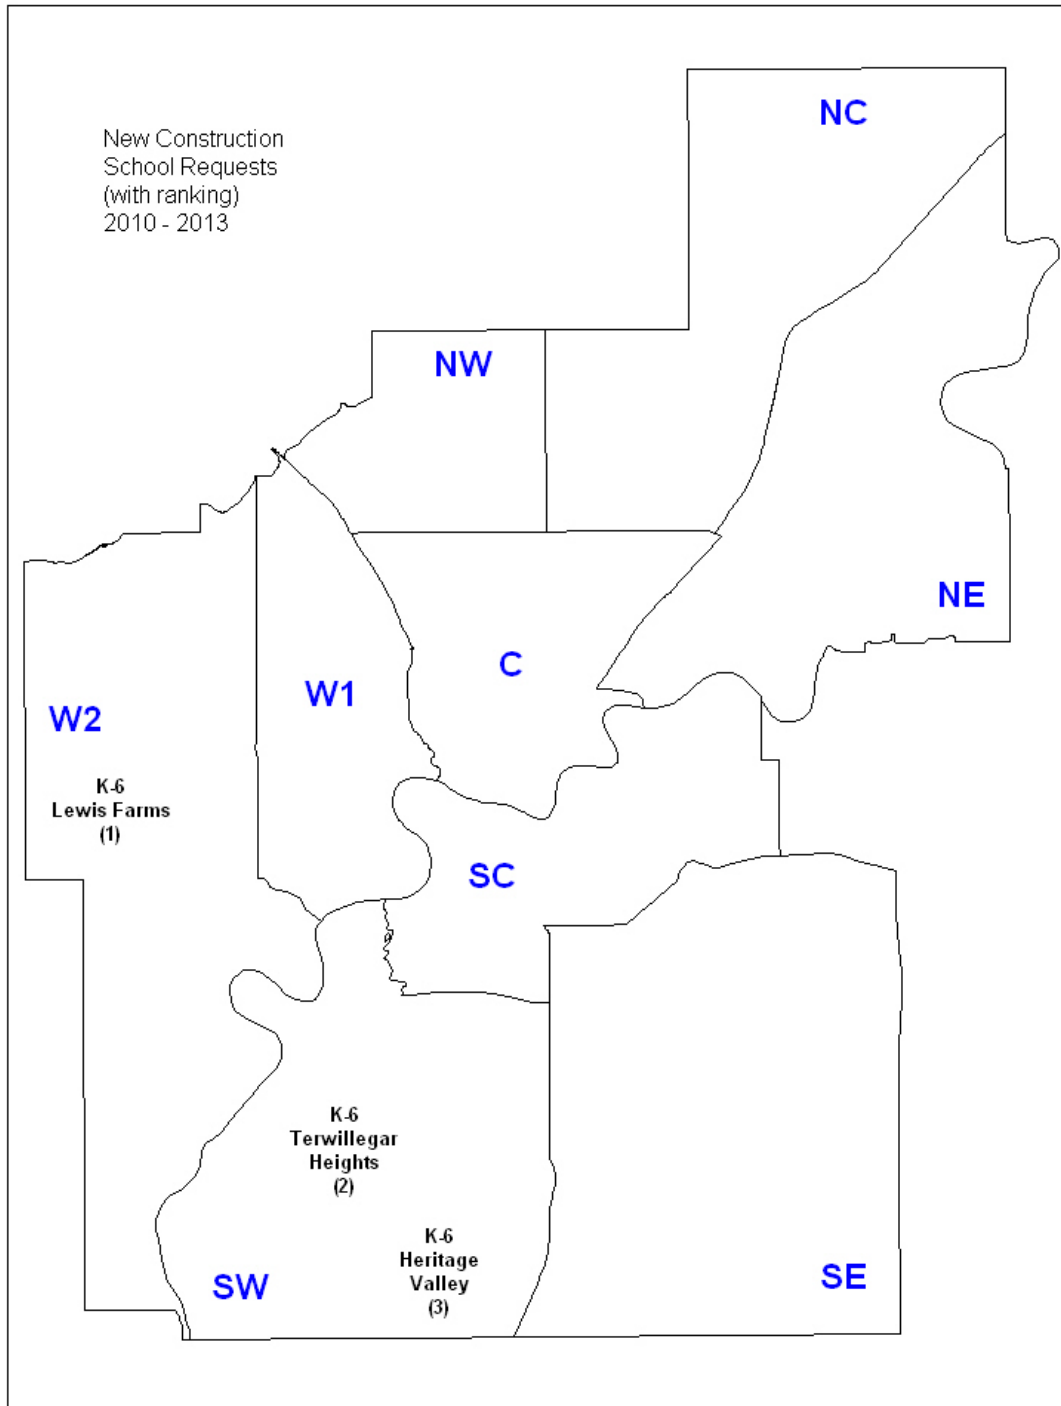 New Construction
School Requests
(with ranking)
2010 - 2013
NC
NW
NE
C
W1
W2
K-6
Lewis Farms
(1)
SC
K-6
Terwillegar
Heights
(2)
K-6
Heritage
Valley
(3)
SW
SE